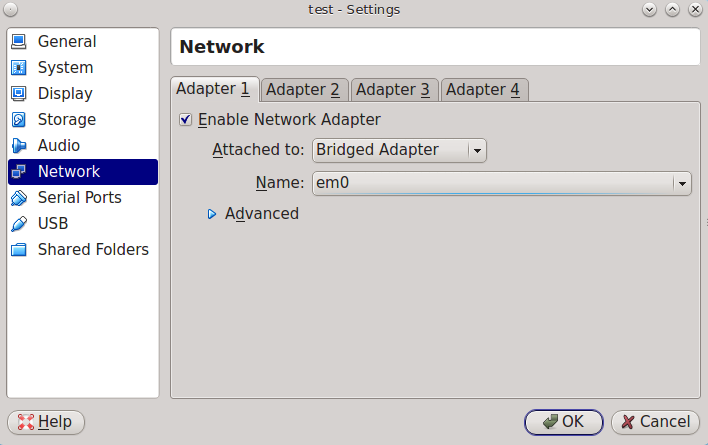 test - Settings
General
System
Display
Storage
Audio
Network
Serial Ports
USB
Shared Folders
Network
Adapter 1 Adapter 2 Adapter 3 Adapter 4
Enable Network Adapter
Attached to: Bridged Adapter
Name: em0
Advanced
Help OK Cancel